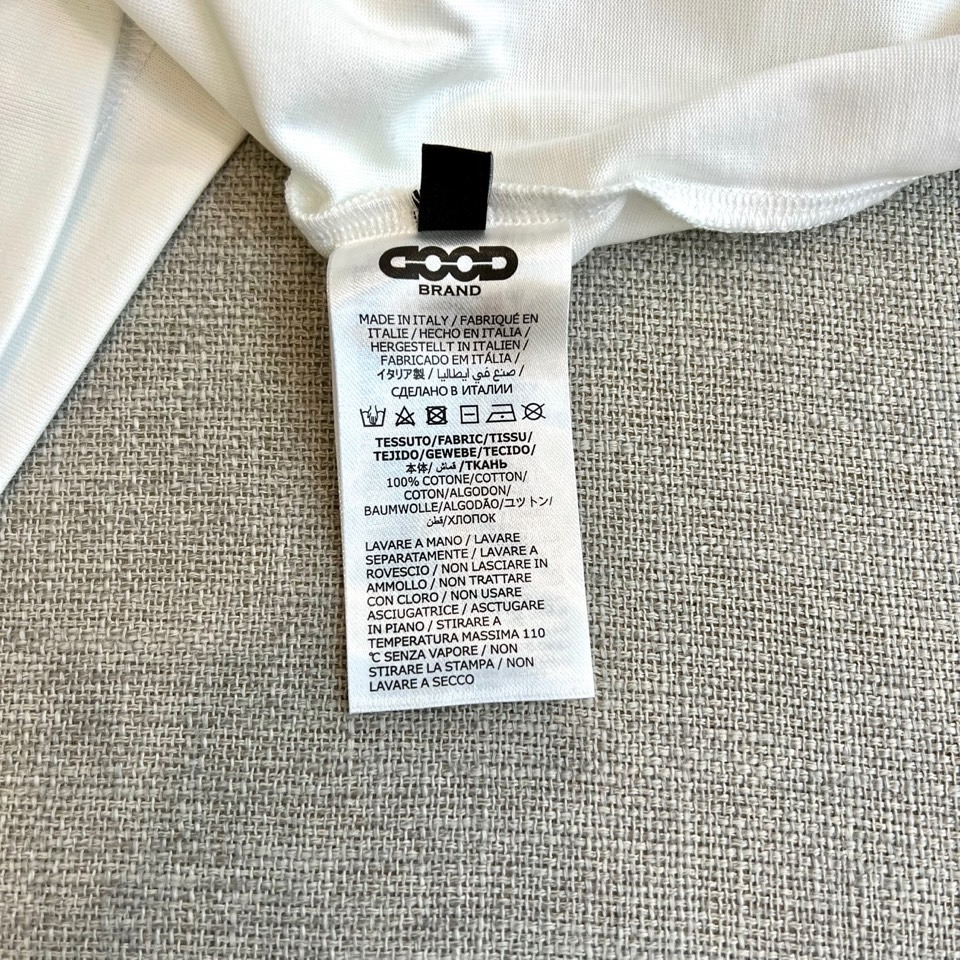 GOOD
BRAND
MADE IN ITALY / FABRIQUÉ EN
ITALIE / HECHO EN ITALIA /
HERGESTELLT IN ITALIEN /
FABRICADO EM ITÁLIA /
イタリア製 / صنع في ايطاليا /
СДЕЛАНО В ИТАЛИИ
TESSUTO/FABRIC/TISSU/
TEJIDO/GEWEBE/TECIDO/
本体/ قماش /ТКАНЬ
100% COTONE/COTTON/
COTON/ALGODON/
BAUMWOLLE/ALGODÃO/ユツトン/
قطن/ХЛОПОК
LAVARE A MANO / LAVARE
SEPARATAMENTE / LAVARE A
ROVESCIO / NON LASCIARE IN
AMMOLLO / NON TRATTARE
CON CLORO / NON USARE
ASCIUGATRICE / ASCTUGARE
IN PIANO / STIRARE A
TEMPERATURA MASSIMA 110
°C SENZA VAPORE / NON
STIRARE LA STAMPA / NON
LAVARE A SECCO